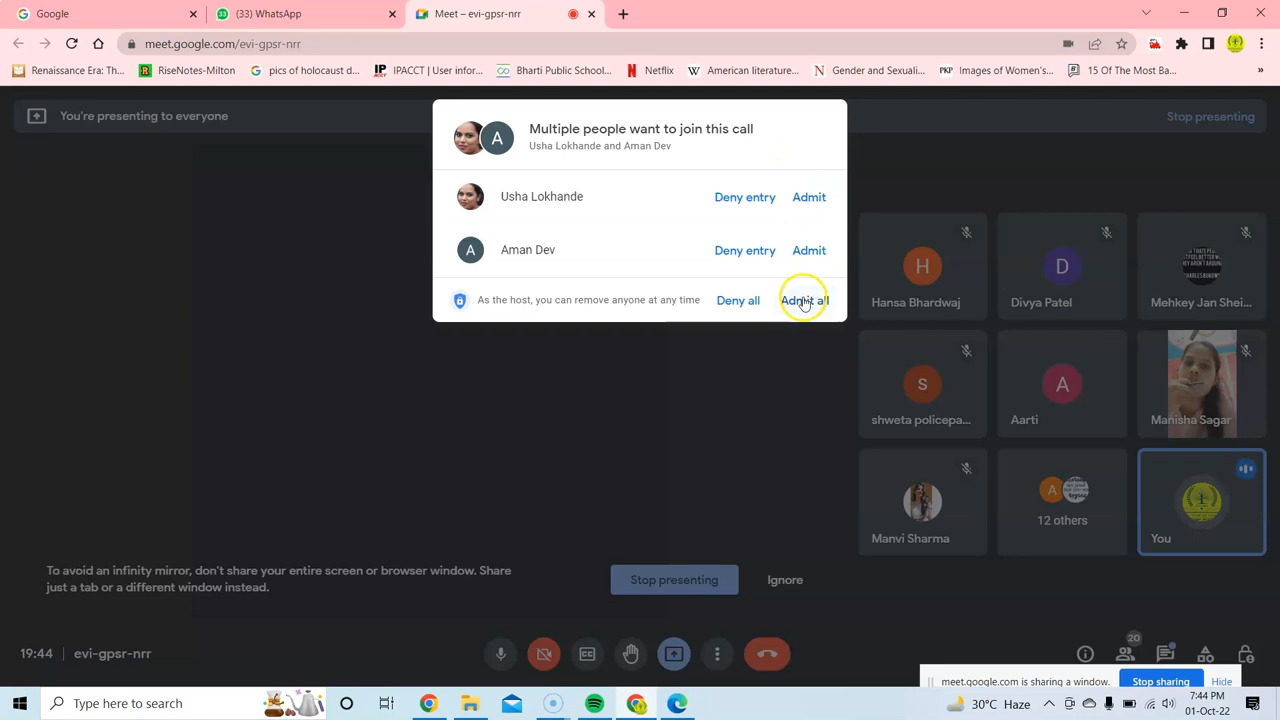 Google
(33) WhatsApp
Meet – evi-gpsr-nrr
meet.google.com/evi-gpsr-nrr
Renaissance Era: Th...
RiseNotes-Milton
pics of holocaust d...
IPACCT | User infor...
Bharti Public School...
Netflix
American literature...
Gender and Sexuali...
Images of Women's...
15 Of The Most Ba...
»
You're presenting to everyone
Stop presenting
Multiple people want to join this call
Usha Lokhande and Aman Dev
Usha Lokhande
Deny entry
Admit
A
Aman Dev
Deny entry
Admit
As the host, you can remove anyone at any time
Deny all
Admit all
H
Hansa Bhardwaj
D
Divya Patel
Mehkey Jan Shei...
s
shweta policepa...
A
Aarti
Manisha Sagar
Manvi Sharma
A
12 others
You
To avoid an infinity mirror, don't share your entire screen or browser window. Share
just a tab or a different window instead.
Stop presenting
Ignore
19:44 | evi-gpsr-nrr
20
meet.google.com is sharing a window.
Stop sharing
Hide
Type here to search
30°C Haze
7:44 PM
01-Oct-22